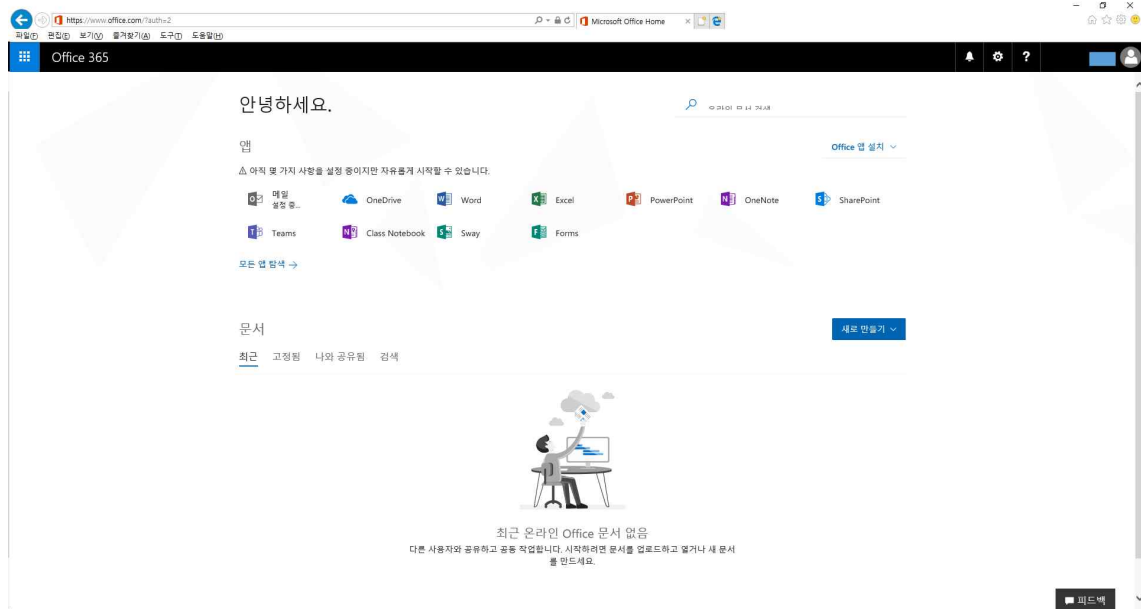 https://www.office.com/?auth=2
Microsoft Office Home
파일(F) 편집(E) 보기(V) 즐겨찾기(A) 도구(T) 도움말(H)
Office 365
?
안녕하세요.
온라인 문서 검색
앱
Office 앱 설치
아직 몇 가지 사항을 설정 중이지만 자유롭게 시작할 수 있습니다.
메일
설정 중...
OneDrive
Word
Excel
PowerPoint
OneNote
SharePoint
Teams
Class Notebook
Sway
Forms
모든 앱 탐색 →
문서
새로 만들기
최근 고정됨 나와 공유됨 검색
최근 온라인 Office 문서 없음
다른 사용자와 공유하고 공동 작업합니다. 시작하려면 문서를 업로드하고 열거나 새 문서
를 만드세요.
피드백